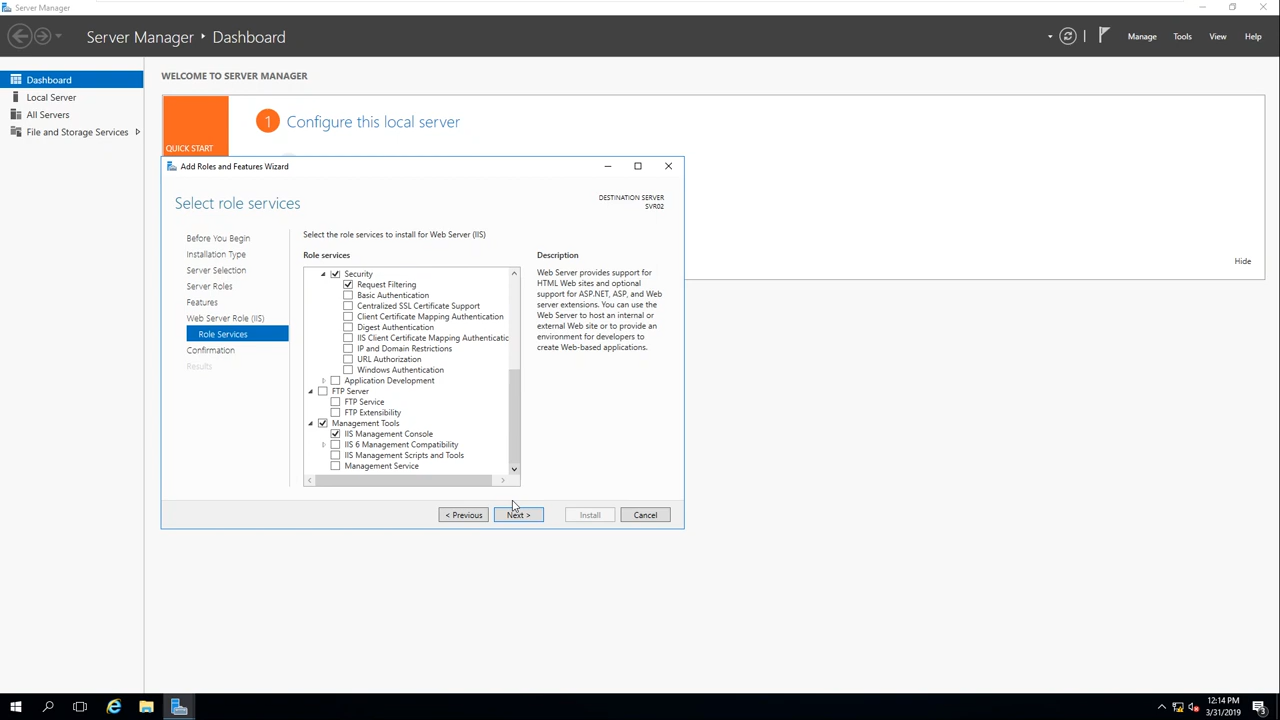 Server Manager
Server Manager • Dashboard
Manage Tools View Help
Dashboard
Local Server
All Servers
File and Storage Services
WELCOME TO SERVER MANAGER
1 Configure this local server
QUICK START
Hide
Add Roles and Features Wizard
Select role services
DESTINATION SERVER
SVR02
Before You Begin
Installation Type
Server Selection
Server Roles
Features
Web Server Role (IIS)
Role Services
Confirmation
Results
Select the role services to install for Web Server (IIS)
Role services
Security
Request Filtering
Basic Authentication
Centralized SSL Certificate Support
Client Certificate Mapping Authentication
Digest Authentication
IIS Client Certificate Mapping Authenticatic
IP and Domain Restrictions
URL Authorization
Windows Authentication
Application Development
FTP Server
FTP Service
FTP Extensibility
Management Tools
IIS Management Console
IIS 6 Management Compatibility
IIS Management Scripts and Tools
Management Service
Description
Web Server provides support for
HTML Web sites and optional
support for ASP.NET, ASP, and Web
server extensions. You can use the
Web Server to host an internal or
external Web site or to provide an
environment for developers to
create Web-based applications.
< Previous Next > Install Cancel
12:14 PM
3/31/2019
3